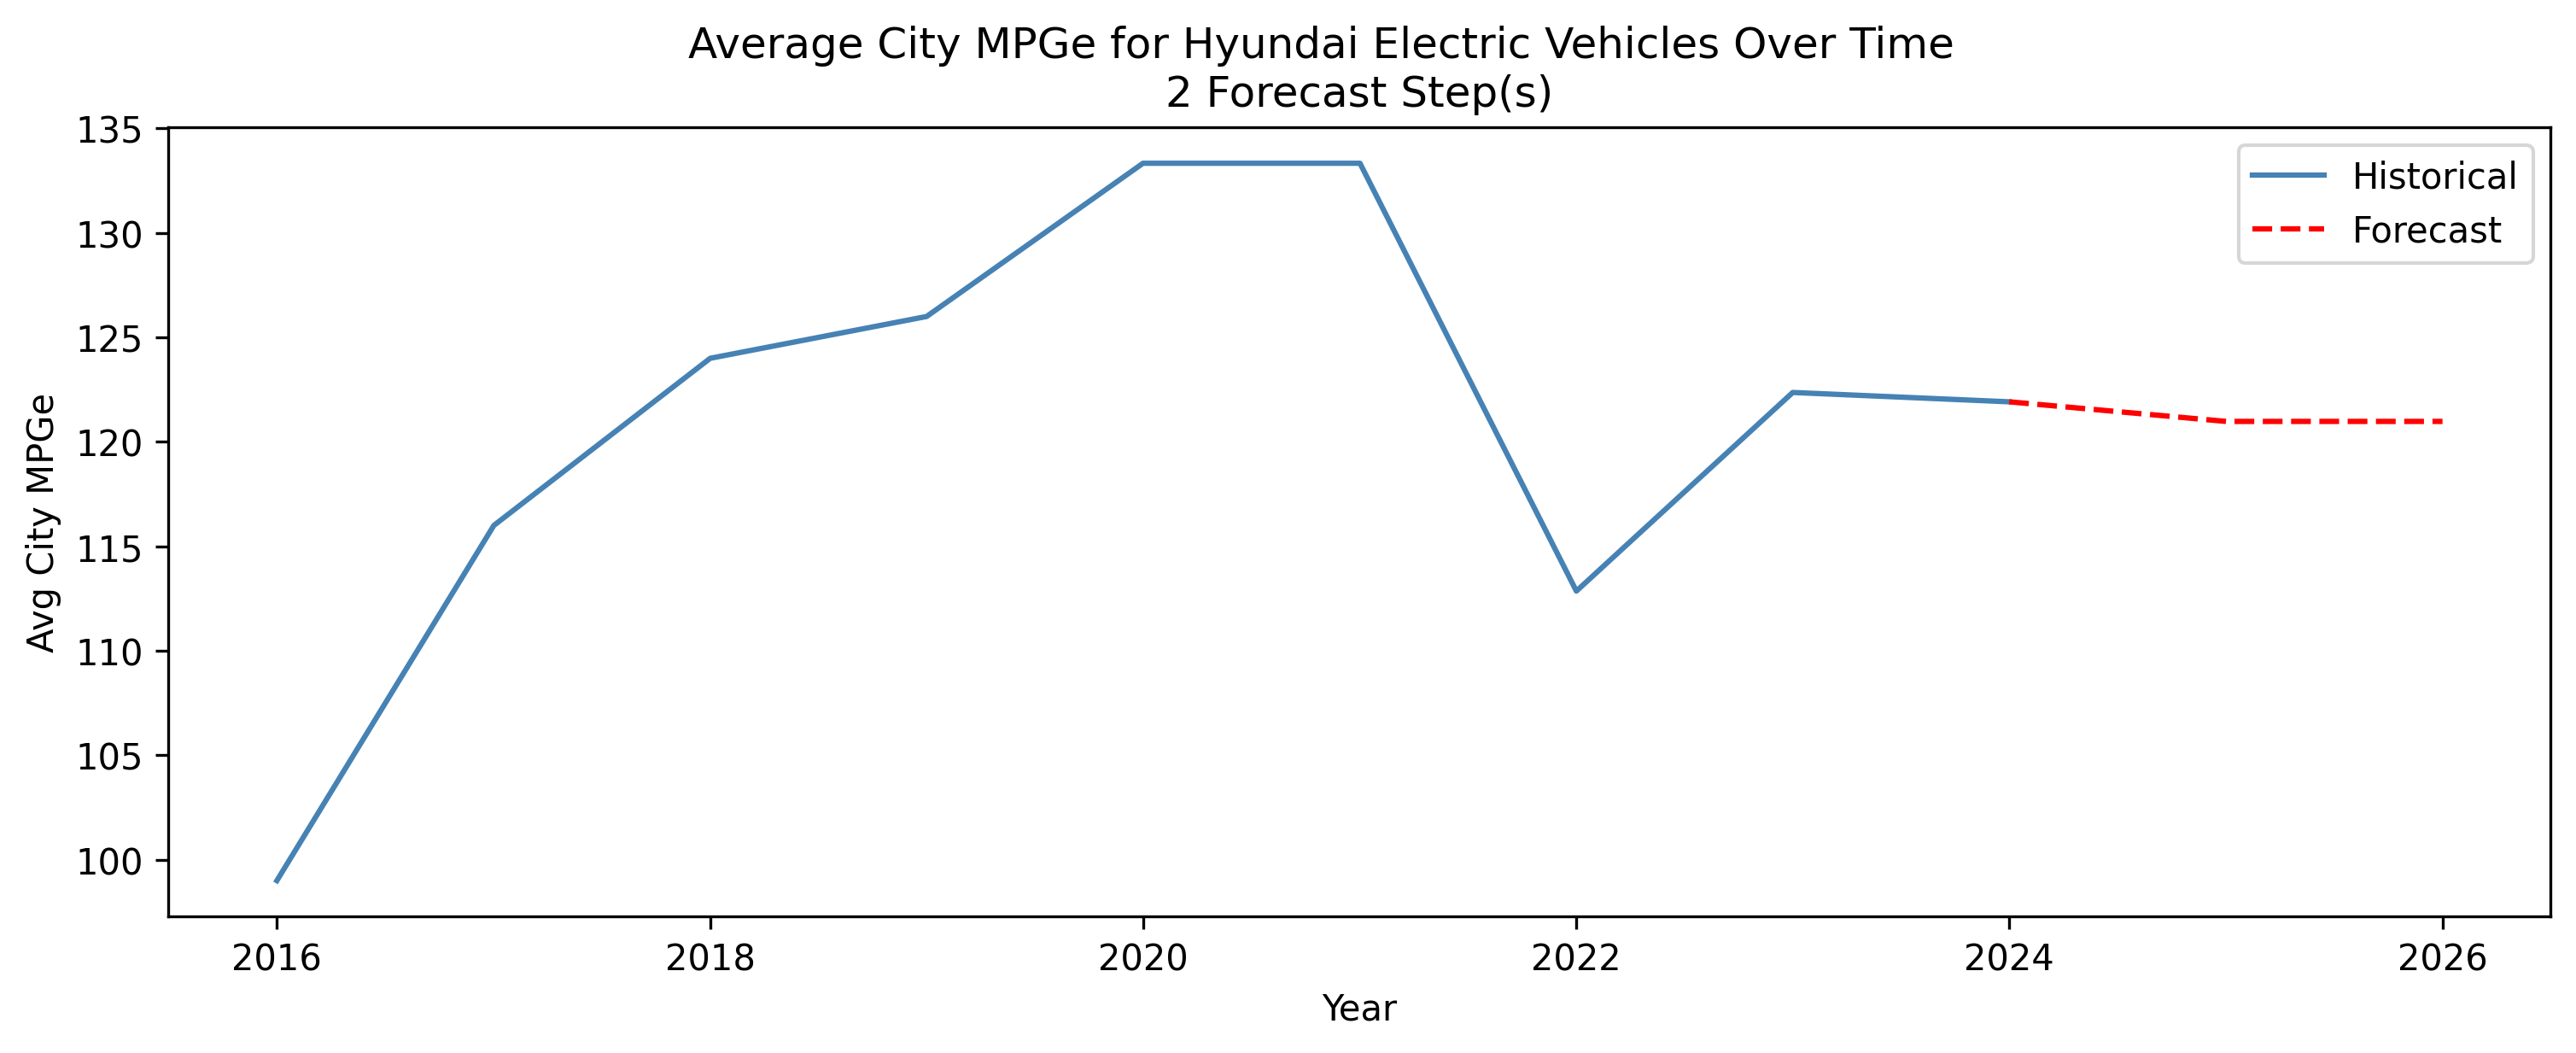 Average City MPGe for Hyundai Electric Vehicles Over Time
2 Forecast Step(s)
135
130
125
120
115
110
105
100
Avg City MPGe
Historical
Forecast
2016
2018
2020
2022
2024
2026
Year